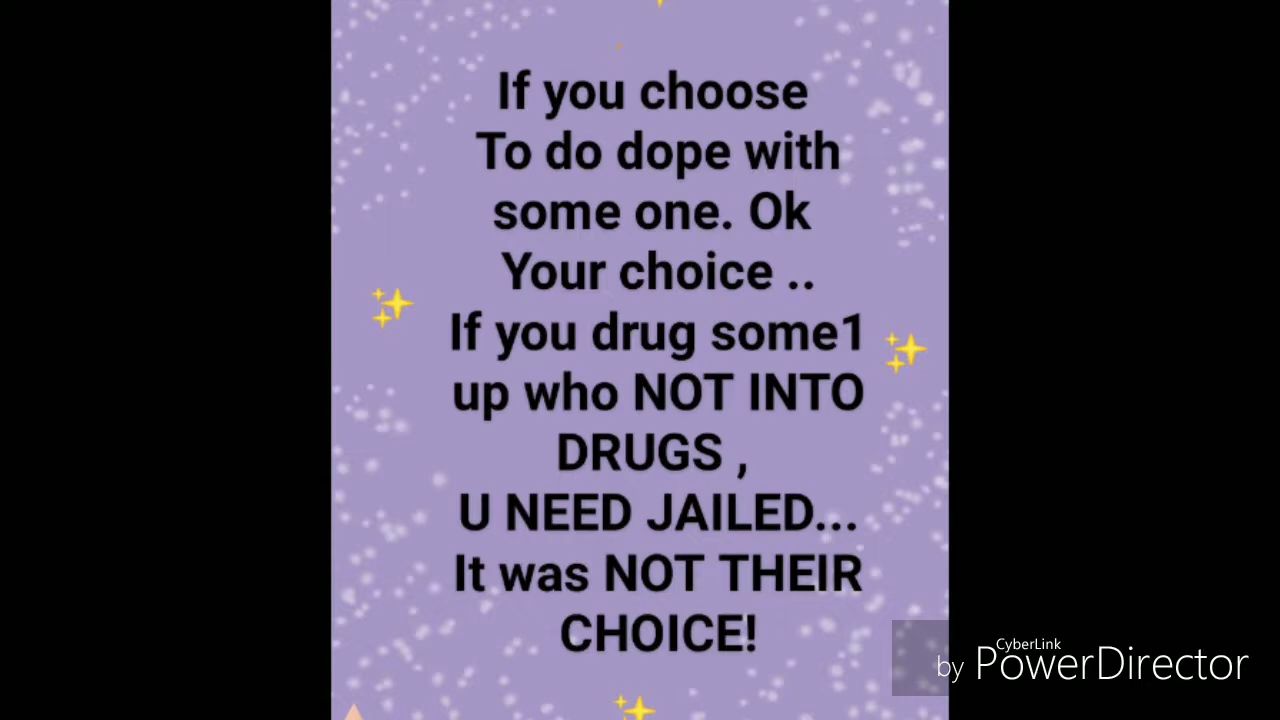 If you choose
To do dope with
some one. Ok
Your choice ..
If you drug some1
up who NOT INTO
DRUGS ,
U NEED JAILED...
It was NOT THEIR
CHOICE!
CyberLink
by PowerDirector